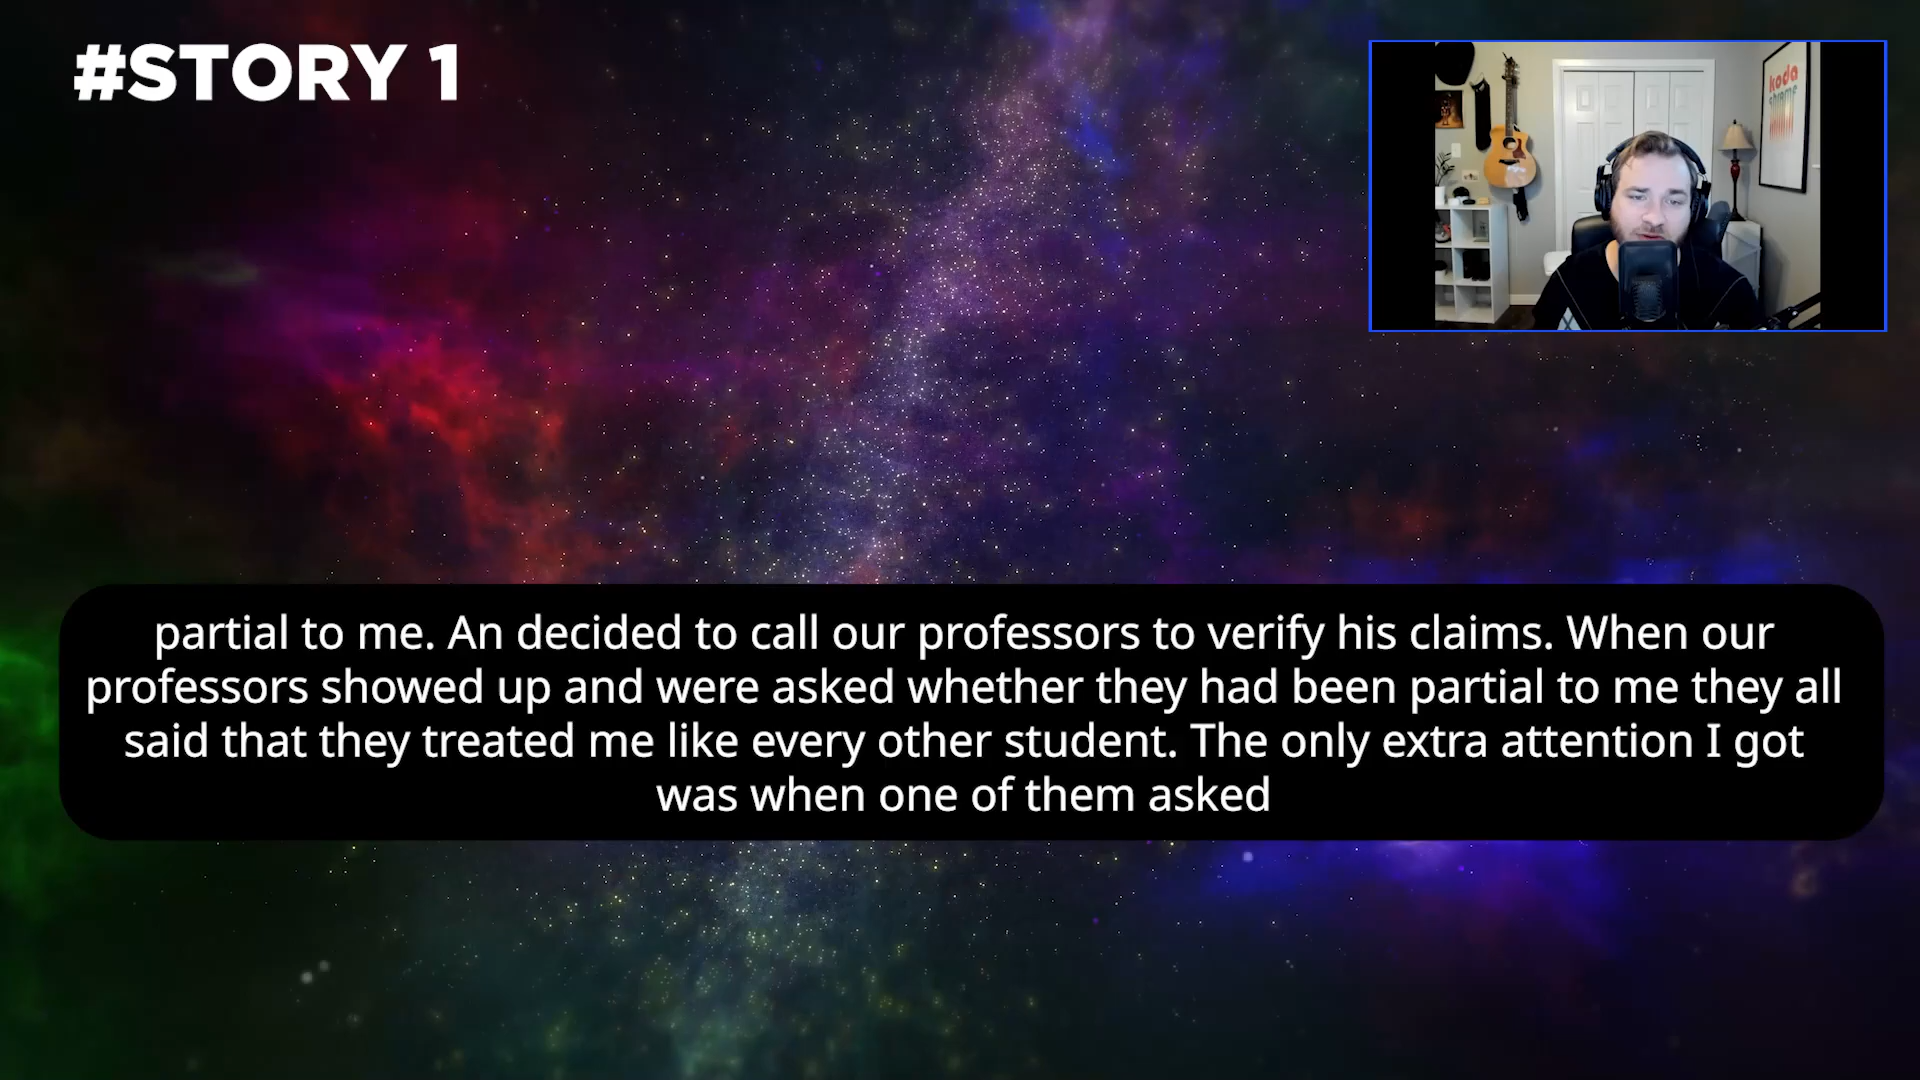 #STORY 1
koda
partial to me. An decided to call our professors to verify his claims. When our
professors showed up and were asked whether they had been partial to me they all
said that they treated me like every other student. The only extra attention I got
was when one of them asked